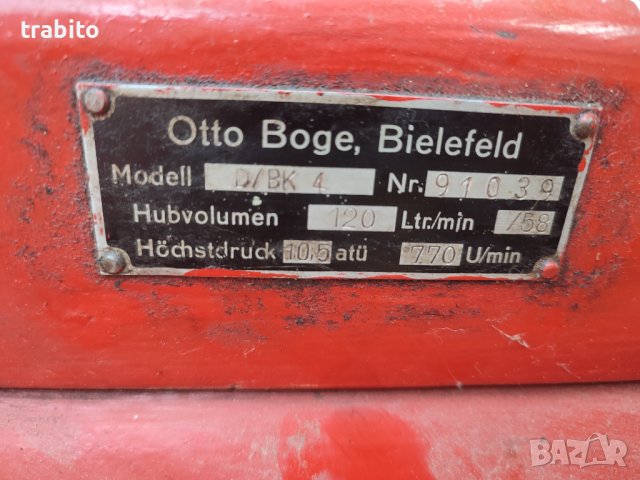 trabito
Otto Boge, Bielefeld
Modell D/BK 4 Nr. 91039
Hubvolumen 120 Ltr./min /58
Höchstdruck 10,5 atü 770 U/min
BAZAR